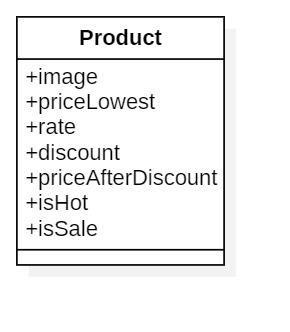 Product
+image
+priceLowest
+rate
+discount
+priceAfterDiscount
+isHot
+isSale